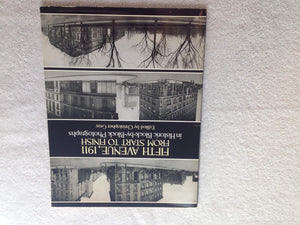 FIFTH AVENUE, 1911
FROM START TO FINISH
in Historic Block-by-Block Photographs
Edited by Christopher Gray